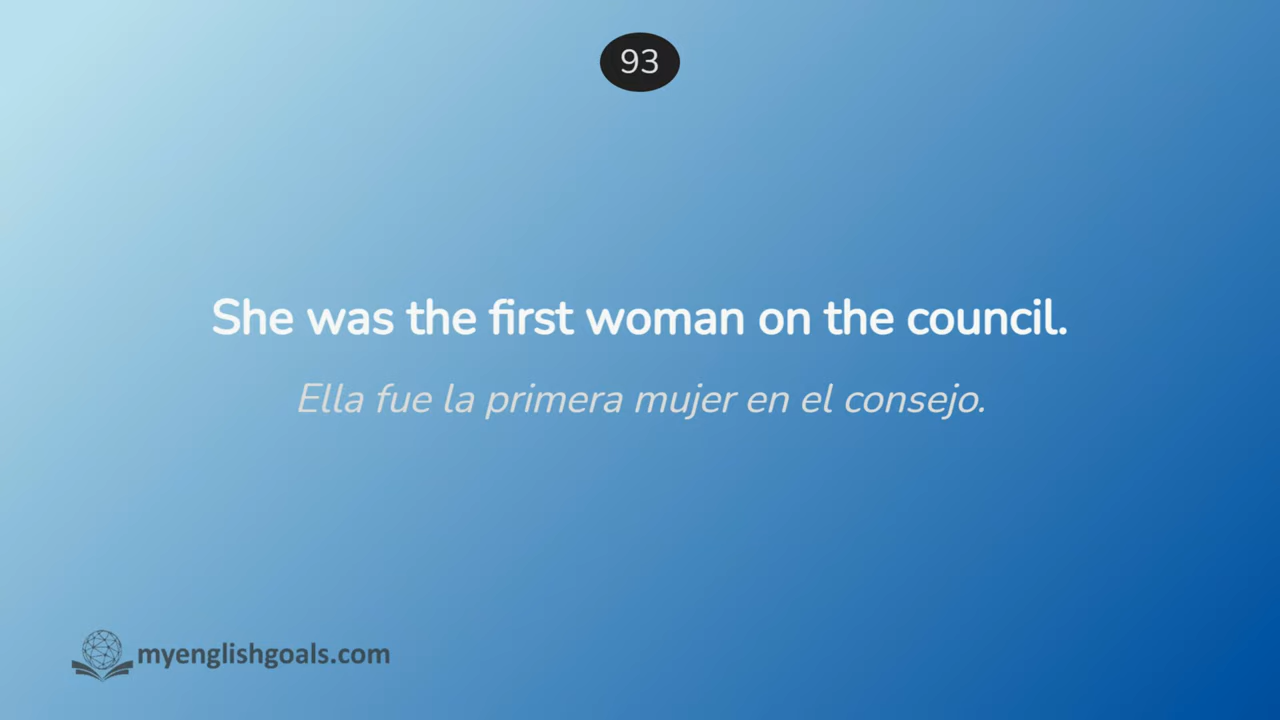 93
She was the first woman on the council.
Ella fue la primera mujer en el consejo.
myenglishgoals.com